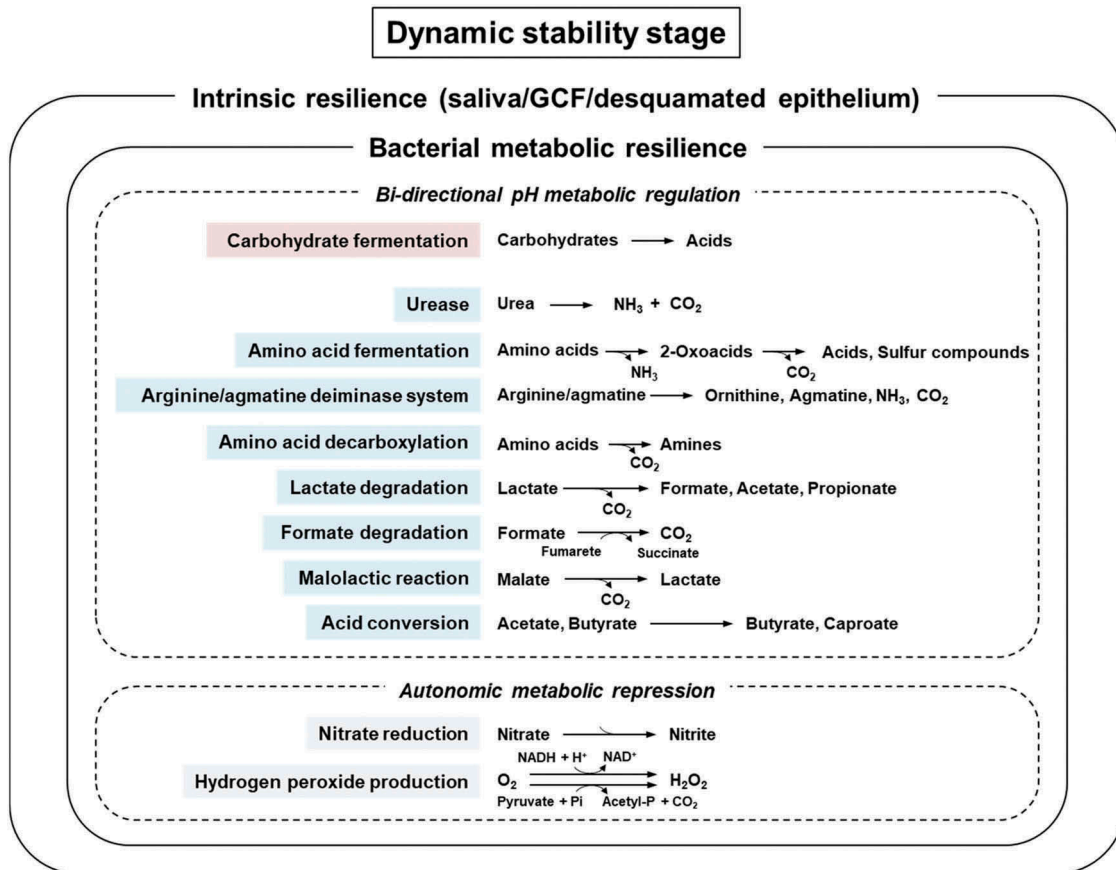 Dynamic stability stage
Intrinsic resilience (saliva/GCF/desquamated epithelium)
Bacterial metabolic resilience
Bi-directional pH metabolic regulation
Carbohydrate fermentation Carbohydrates → Acids
Urease Urea → NH₃ + CO₂
Amino acid fermentation Amino acids → 2-Oxoacids → Acids, Sulfur compounds
NH₃ CO₂
Arginine/agmatine deiminase system Arginine/agmatine → Ornithine, Agmatine, NH₃, CO₂
Amino acid decarboxylation Amino acids → Amines
CO₂
Lactate degradation Lactate → Formate, Acetate, Propionate
CO₂
Formate degradation Formate → CO₂
Fumarete Succinate
Malolactic reaction Malate → Lactate
CO₂
Acid conversion Acetate, Butyrate → Butyrate, Caproate
Autonomic metabolic repression
Nitrate reduction Nitrate → Nitrite
NADH + H⁺ NAD⁺
Hydrogen peroxide production O₂ → H₂O₂
Pyruvate + Pi Acetyl-P + CO₂